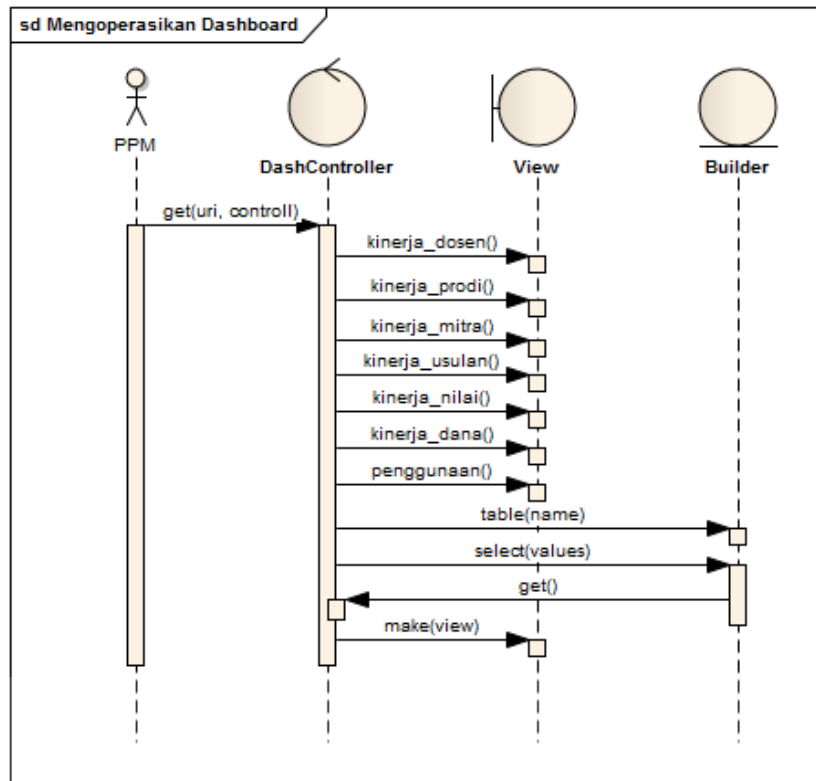 sd Mengoperasikan Dashboard
PPM
DashController
View
Builder
get(uri, controll)
kinerja_dosen()
kinerja_prodi()
kinerja_mitra()
kinerja_usulan()
kinerja_nilai()
kinerja_dana()
penggunaan()
table(name)
select(values)
get()
make(view)